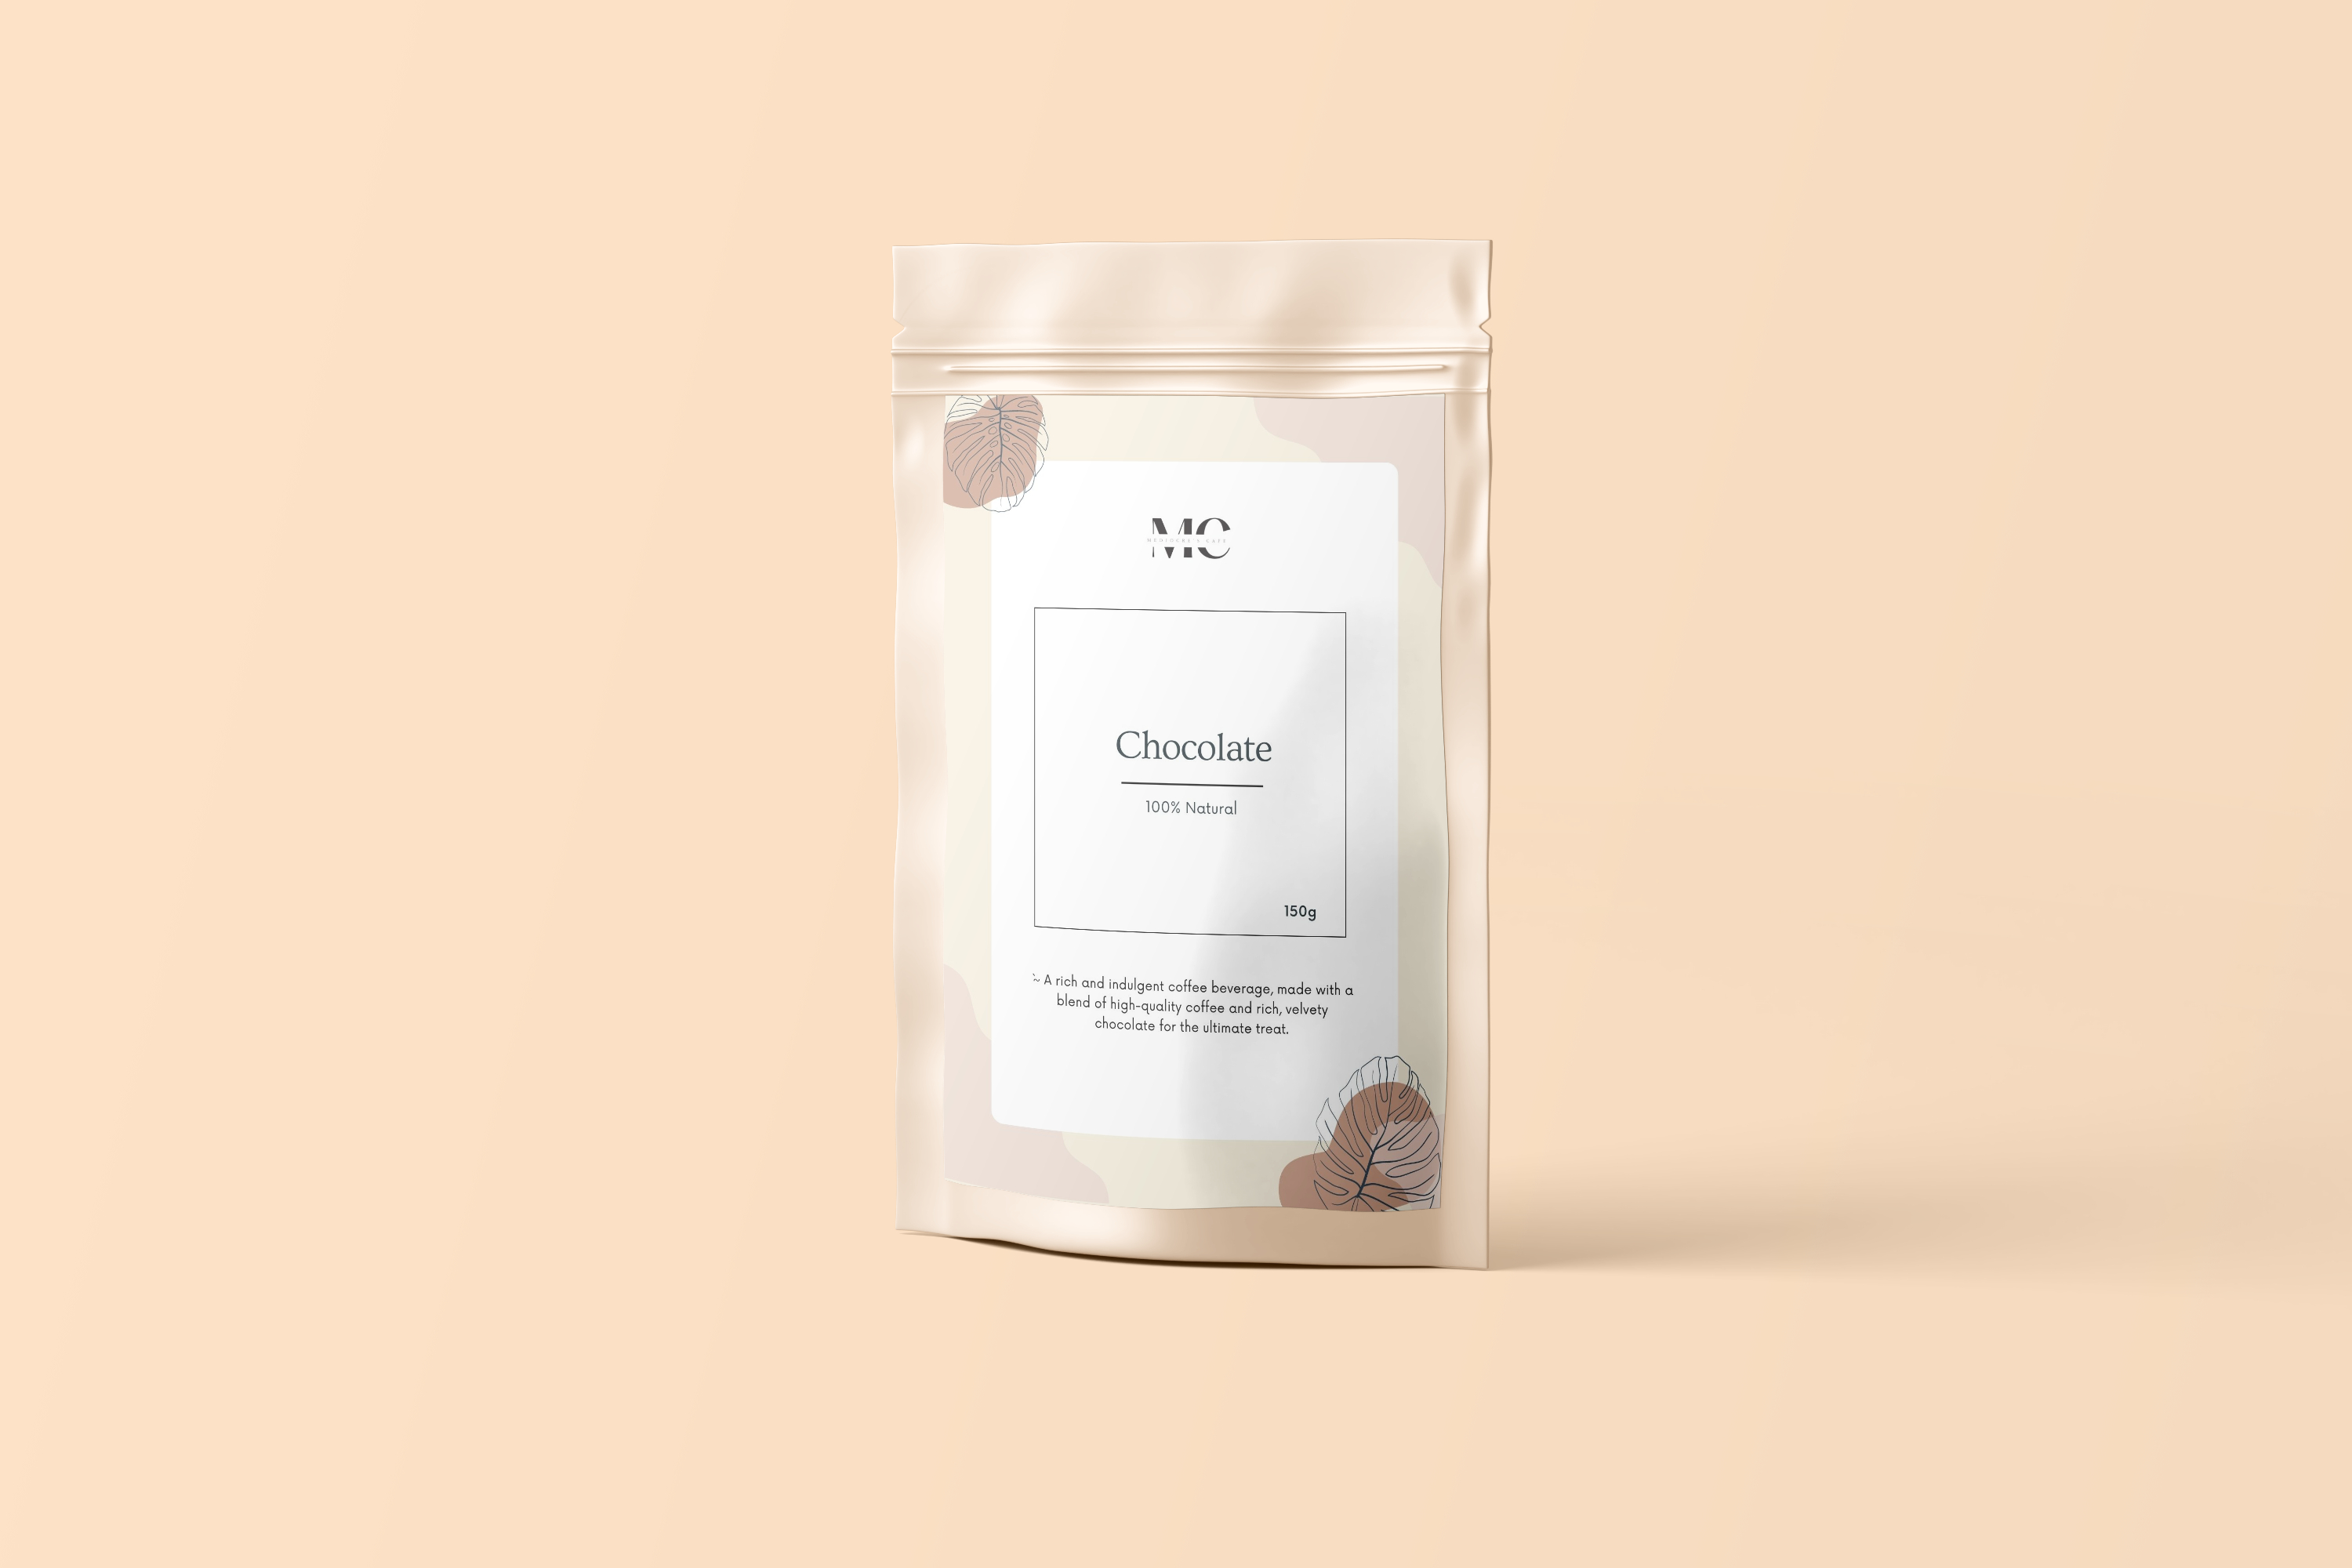 MC
Chocolate
100% Natural
150g
~ A rich and indulgent coffee beverage, made with a
blend of high-quality coffee and rich, velvety
chocolate for the ultimate treat.